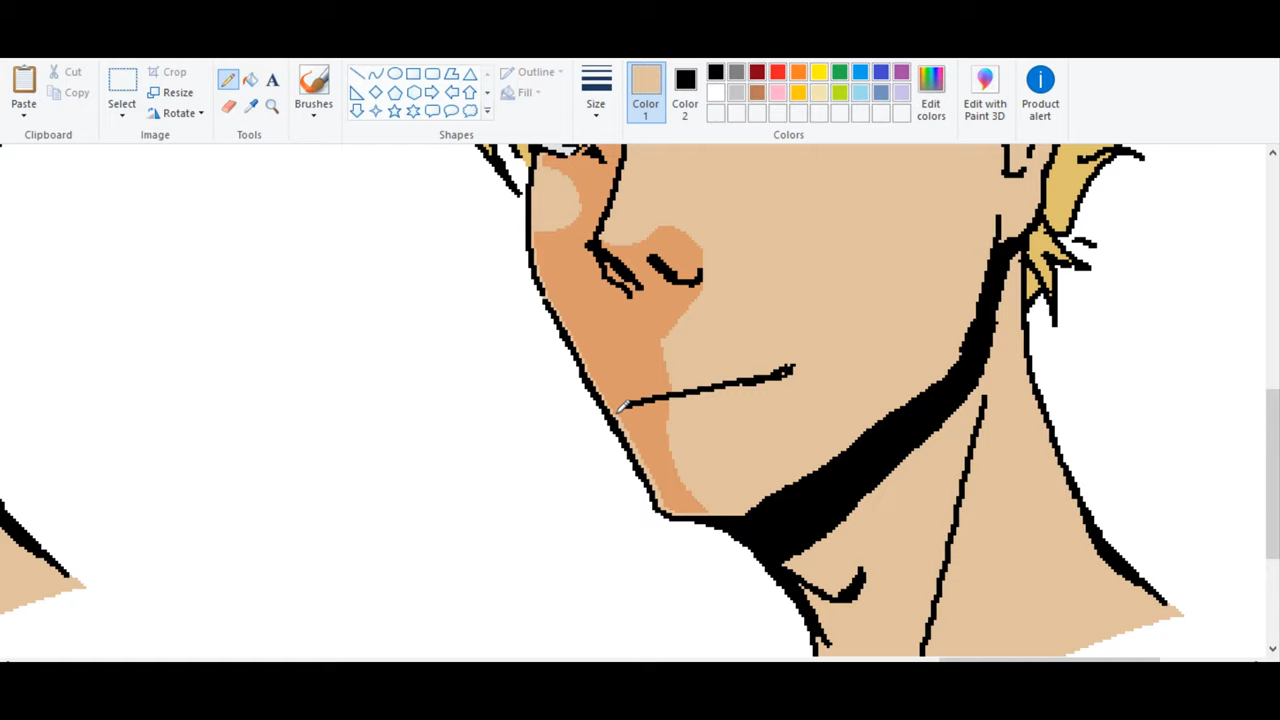 Paste
Cut
Copy
Clipboard
Select
Crop
Resize
Rotate
Image
A
Tools
Brushes
Outline
Fill
Shapes
Size
Color 1
Color 2
Edit colors
Colors
Edit with Paint 3D
Product alert